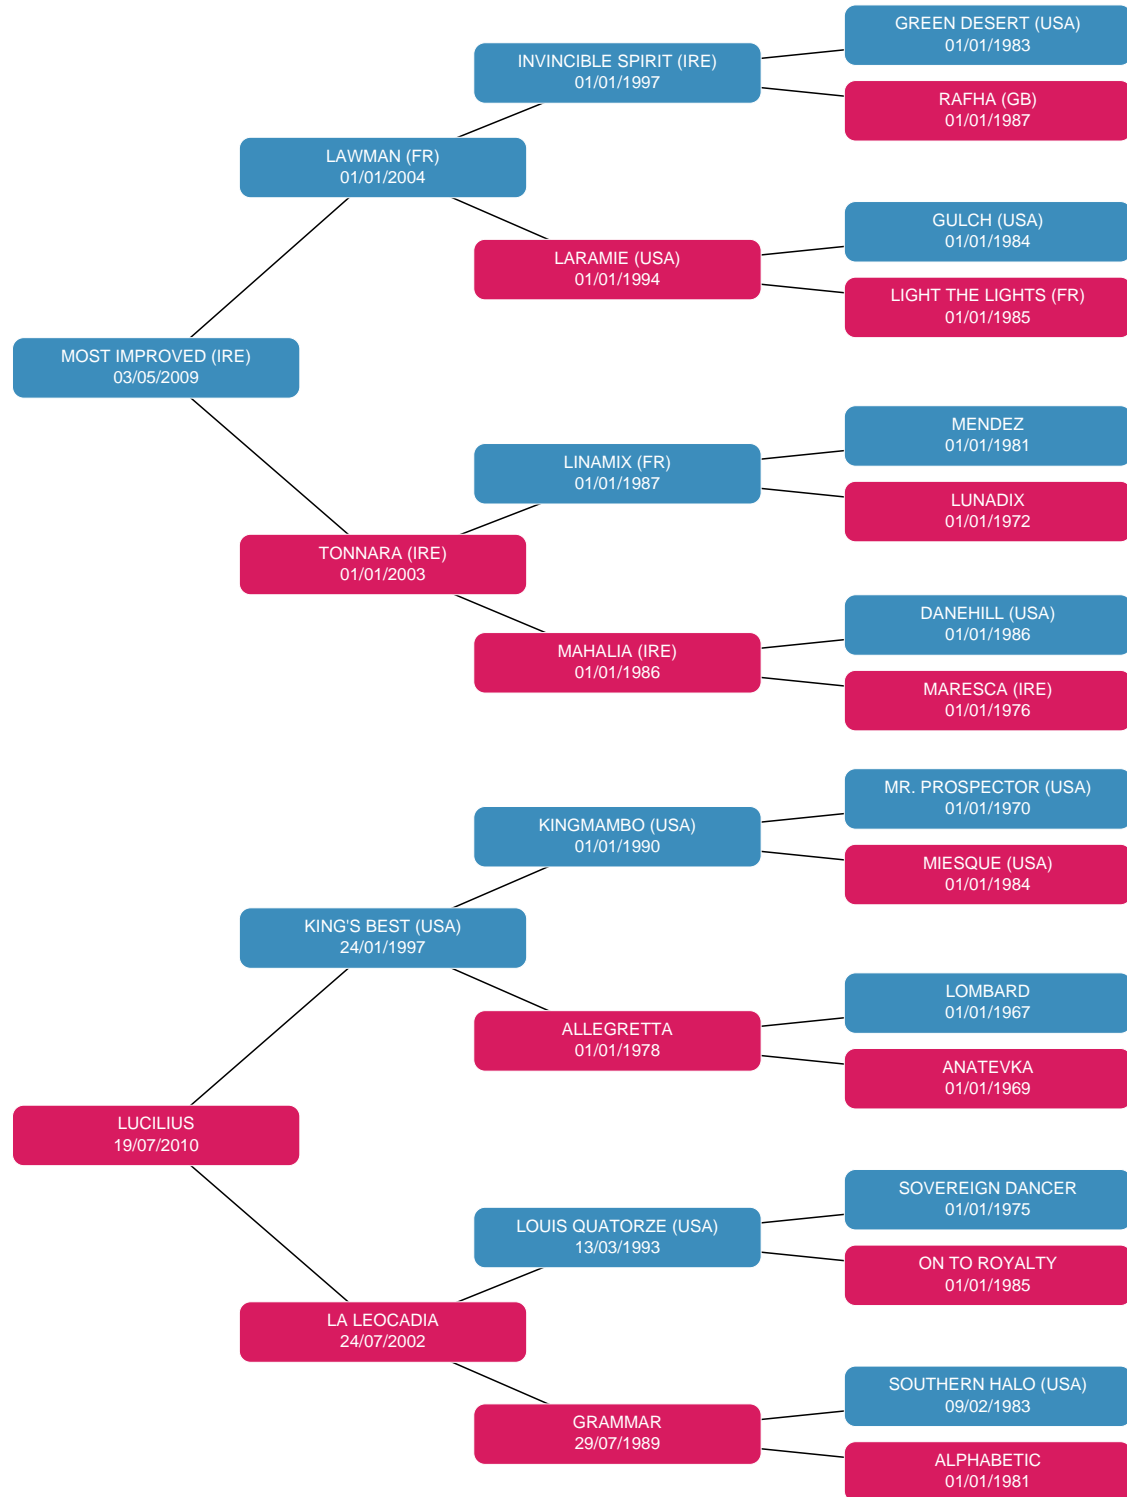 GREEN DESERT (USA)
01/01/1983
INVINCIBLE SPIRIT (IRE)
01/01/1997
RAFHA (GB)
01/01/1987
LAWMAN (FR)
01/01/2004
GULCH (USA)
01/01/1984
LARAMIE (USA)
01/01/1994
LIGHT THE LIGHTS (FR)
01/01/1985
MOST IMPROVED (IRE)
03/05/2009
MENDEZ
01/01/1981
LINAMIX (FR)
01/01/1987
LUNADIX
01/01/1972
TONNARA (IRE)
01/01/2003
DANEHILL (USA)
01/01/1986
MAHALIA (IRE)
01/01/1986
MARESCA (IRE)
01/01/1976
MR. PROSPECTOR (USA)
01/01/1970
KINGMAMBO (USA)
01/01/1990
MIESQUE (USA)
01/01/1984
KING'S BEST (USA)
24/01/1997
LOMBARD
01/01/1967
ALLEGRETTA
01/01/1978
ANATEVKA
01/01/1969
LUCILIUS
19/07/2010
SOVEREIGN DANCER
01/01/1975
LOUIS QUATORZE (USA)
13/03/1993
ON TO ROYALTY
01/01/1985
LA LEOCADIA
24/07/2002
SOUTHERN HALO (USA)
09/02/1983
GRAMMAR
29/07/1989
ALPHABETIC
01/01/1981